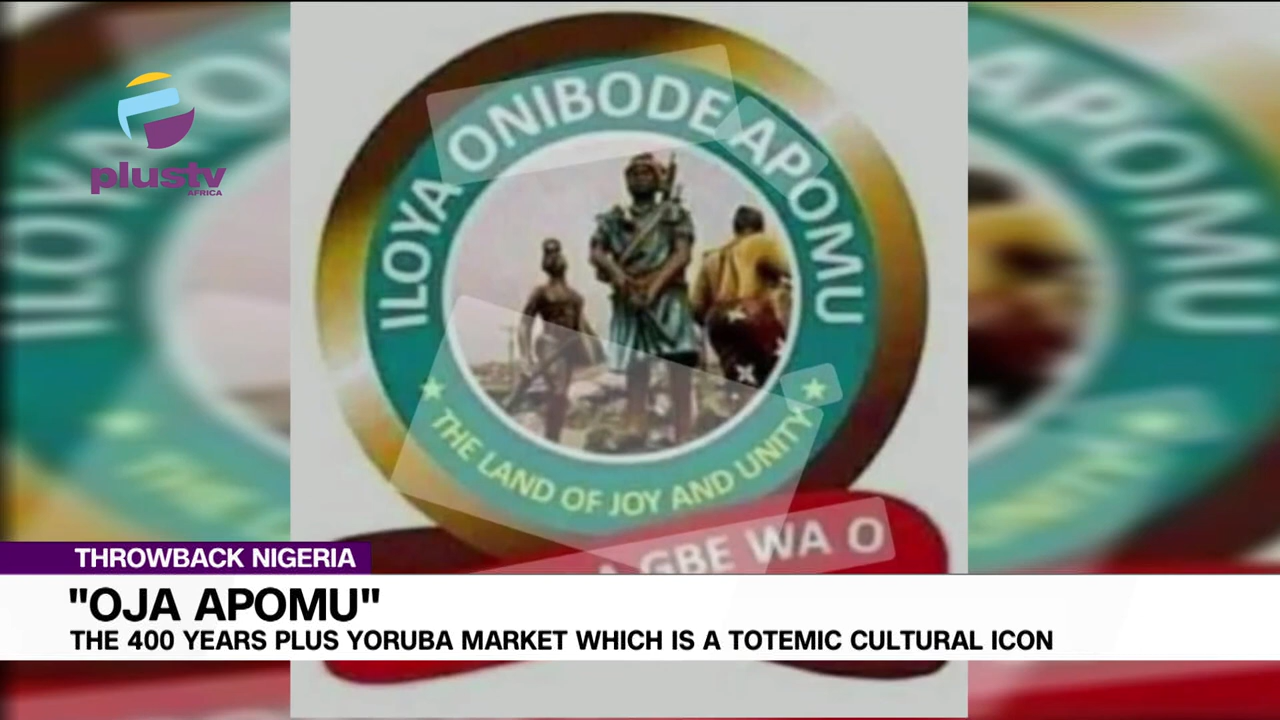 plustv
AFRICA
ILOYA ONIBODE APOMU
THE LAND OF JOY AND UNITY
GBE WA O
THROWBACK NIGERIA
"OJA APOMU"
THE 400 YEARS PLUS YORUBA MARKET WHICH IS A TOTEMIC CULTURAL ICON